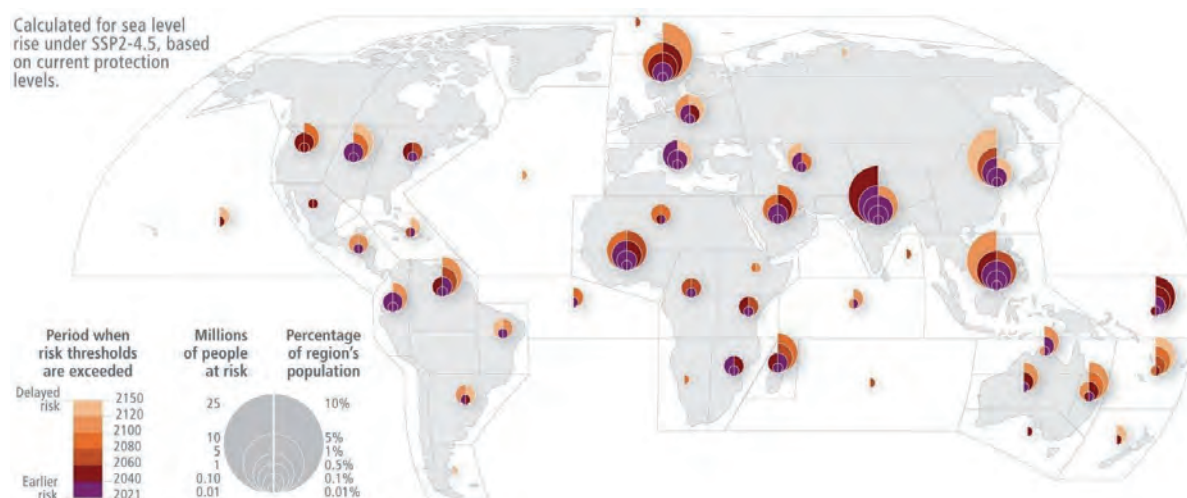 Calculated for sea level
rise under SSP2-4.5, based
on current protection
levels.
Period when
risk thresholds
are exceeded
Delayed
risk
2150
2120
2100
2080
2060
2040
2021
Earlier
risk
Millions
of people
at risk
25
10
5
1
0.10
0.01
Percentage
of region's
population
10%
5%
1%
0.5%
0.1%
0.01%